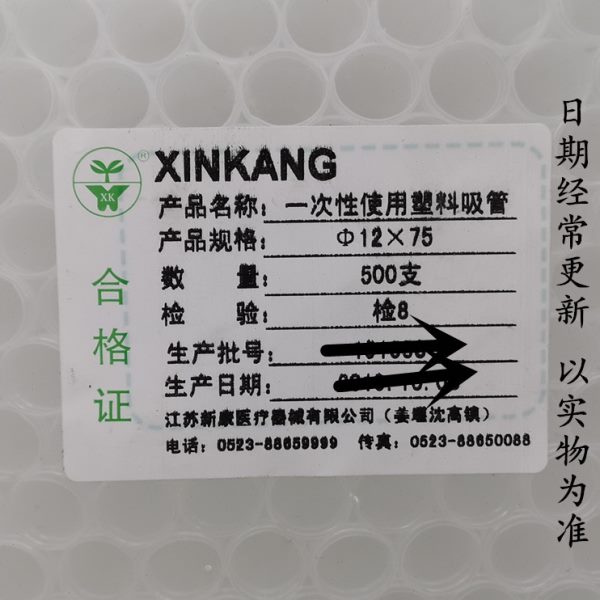 XK
®
XINKANG
产品名称：一次性使用塑料吸管
产品规格：Φ12×75
数量：500支
检验：检8
生产批号：
生产日期：
江苏新康医疗器械有限公司（姜堰沈高镇）
电话：0523-88659999 传真：0523-88650088
合格证
日期经常更新 以实物为准